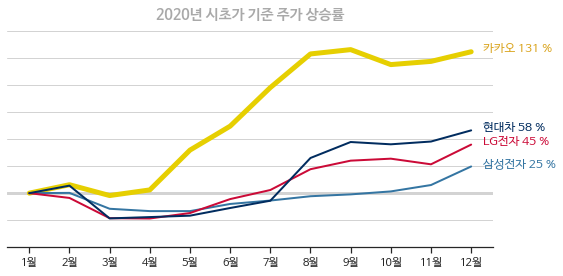 2020년 시초가 기준 주가 상승률
카카오 131 %
현대차 58 %
LG전자 45 %
삼성전자 25 %
1월 2월 3월 4월 5월 6월 7월 8월 9월 10월 11월 12월